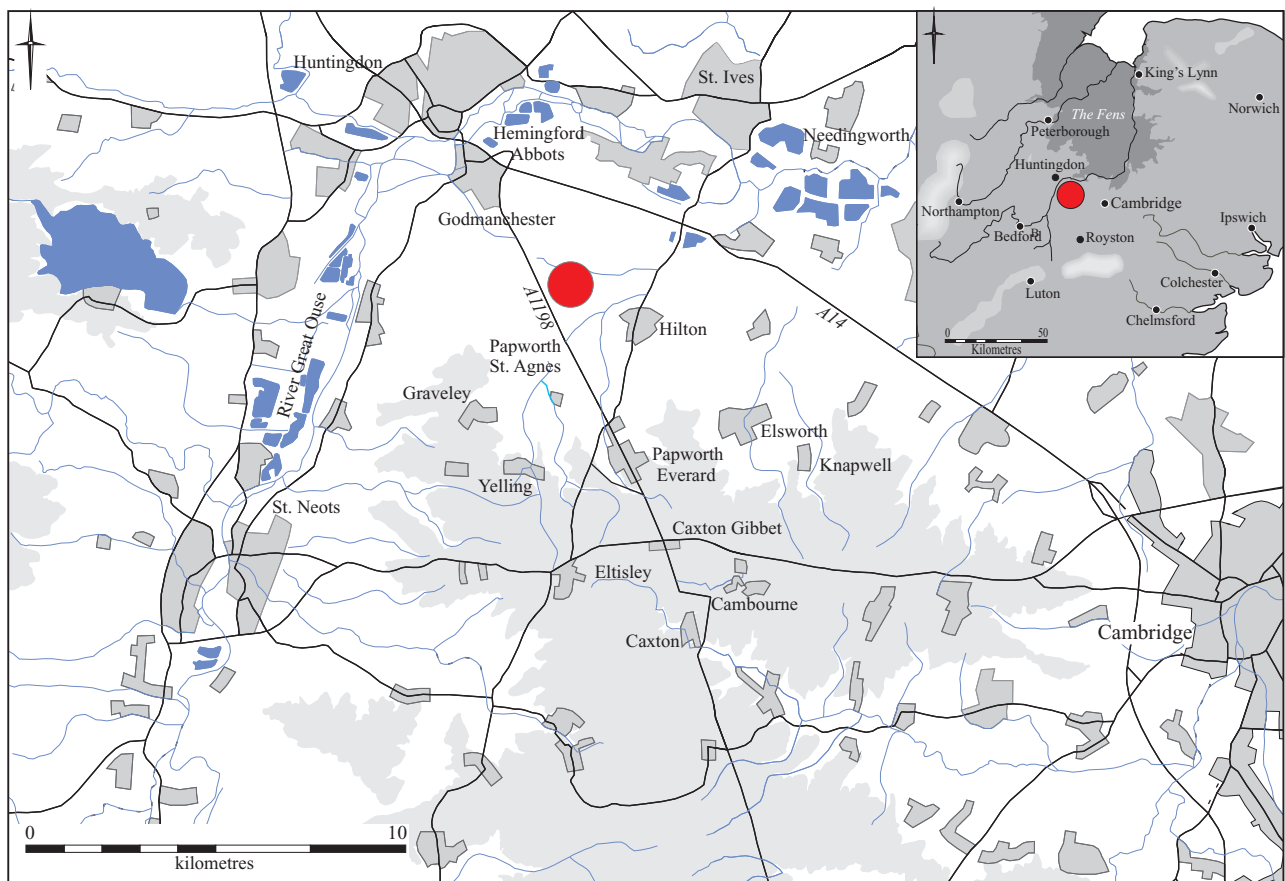 Huntingdon
St. Ives
Hemingford
Abbots
Needingworth
Godmanchester
A1198
A14
Hilton
River Great Ouse
Papworth
St. Agnes
Graveley
Elsworth
Papworth
Everard
Knapwell
Yelling
St. Neots
Caxton Gibbet
Eltisley
Cambourne
Caxton
Cambridge
0 10
kilometres
King's Lynn
Norwich
The Fens
Peterborough
Huntingdon
Northampton
Cambridge
Bedford
B
Royston
Ipswich
Luton
Colchester
Chelmsford
0 50
Kilometres